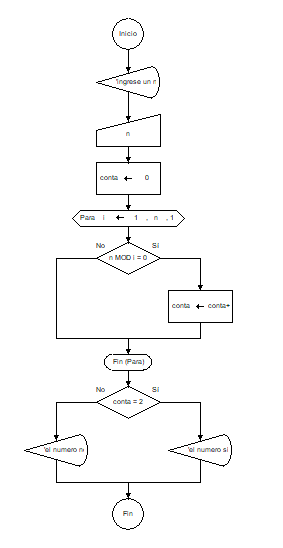 Inicio
'Ingrese un n
n
conta ← 0
Para i ← 1 , n , 1
No Si
n MOD i = 0
conta ← conta+
Fin (Para)
No Si
conta = 2
'el numero n 'el numero si
Fin